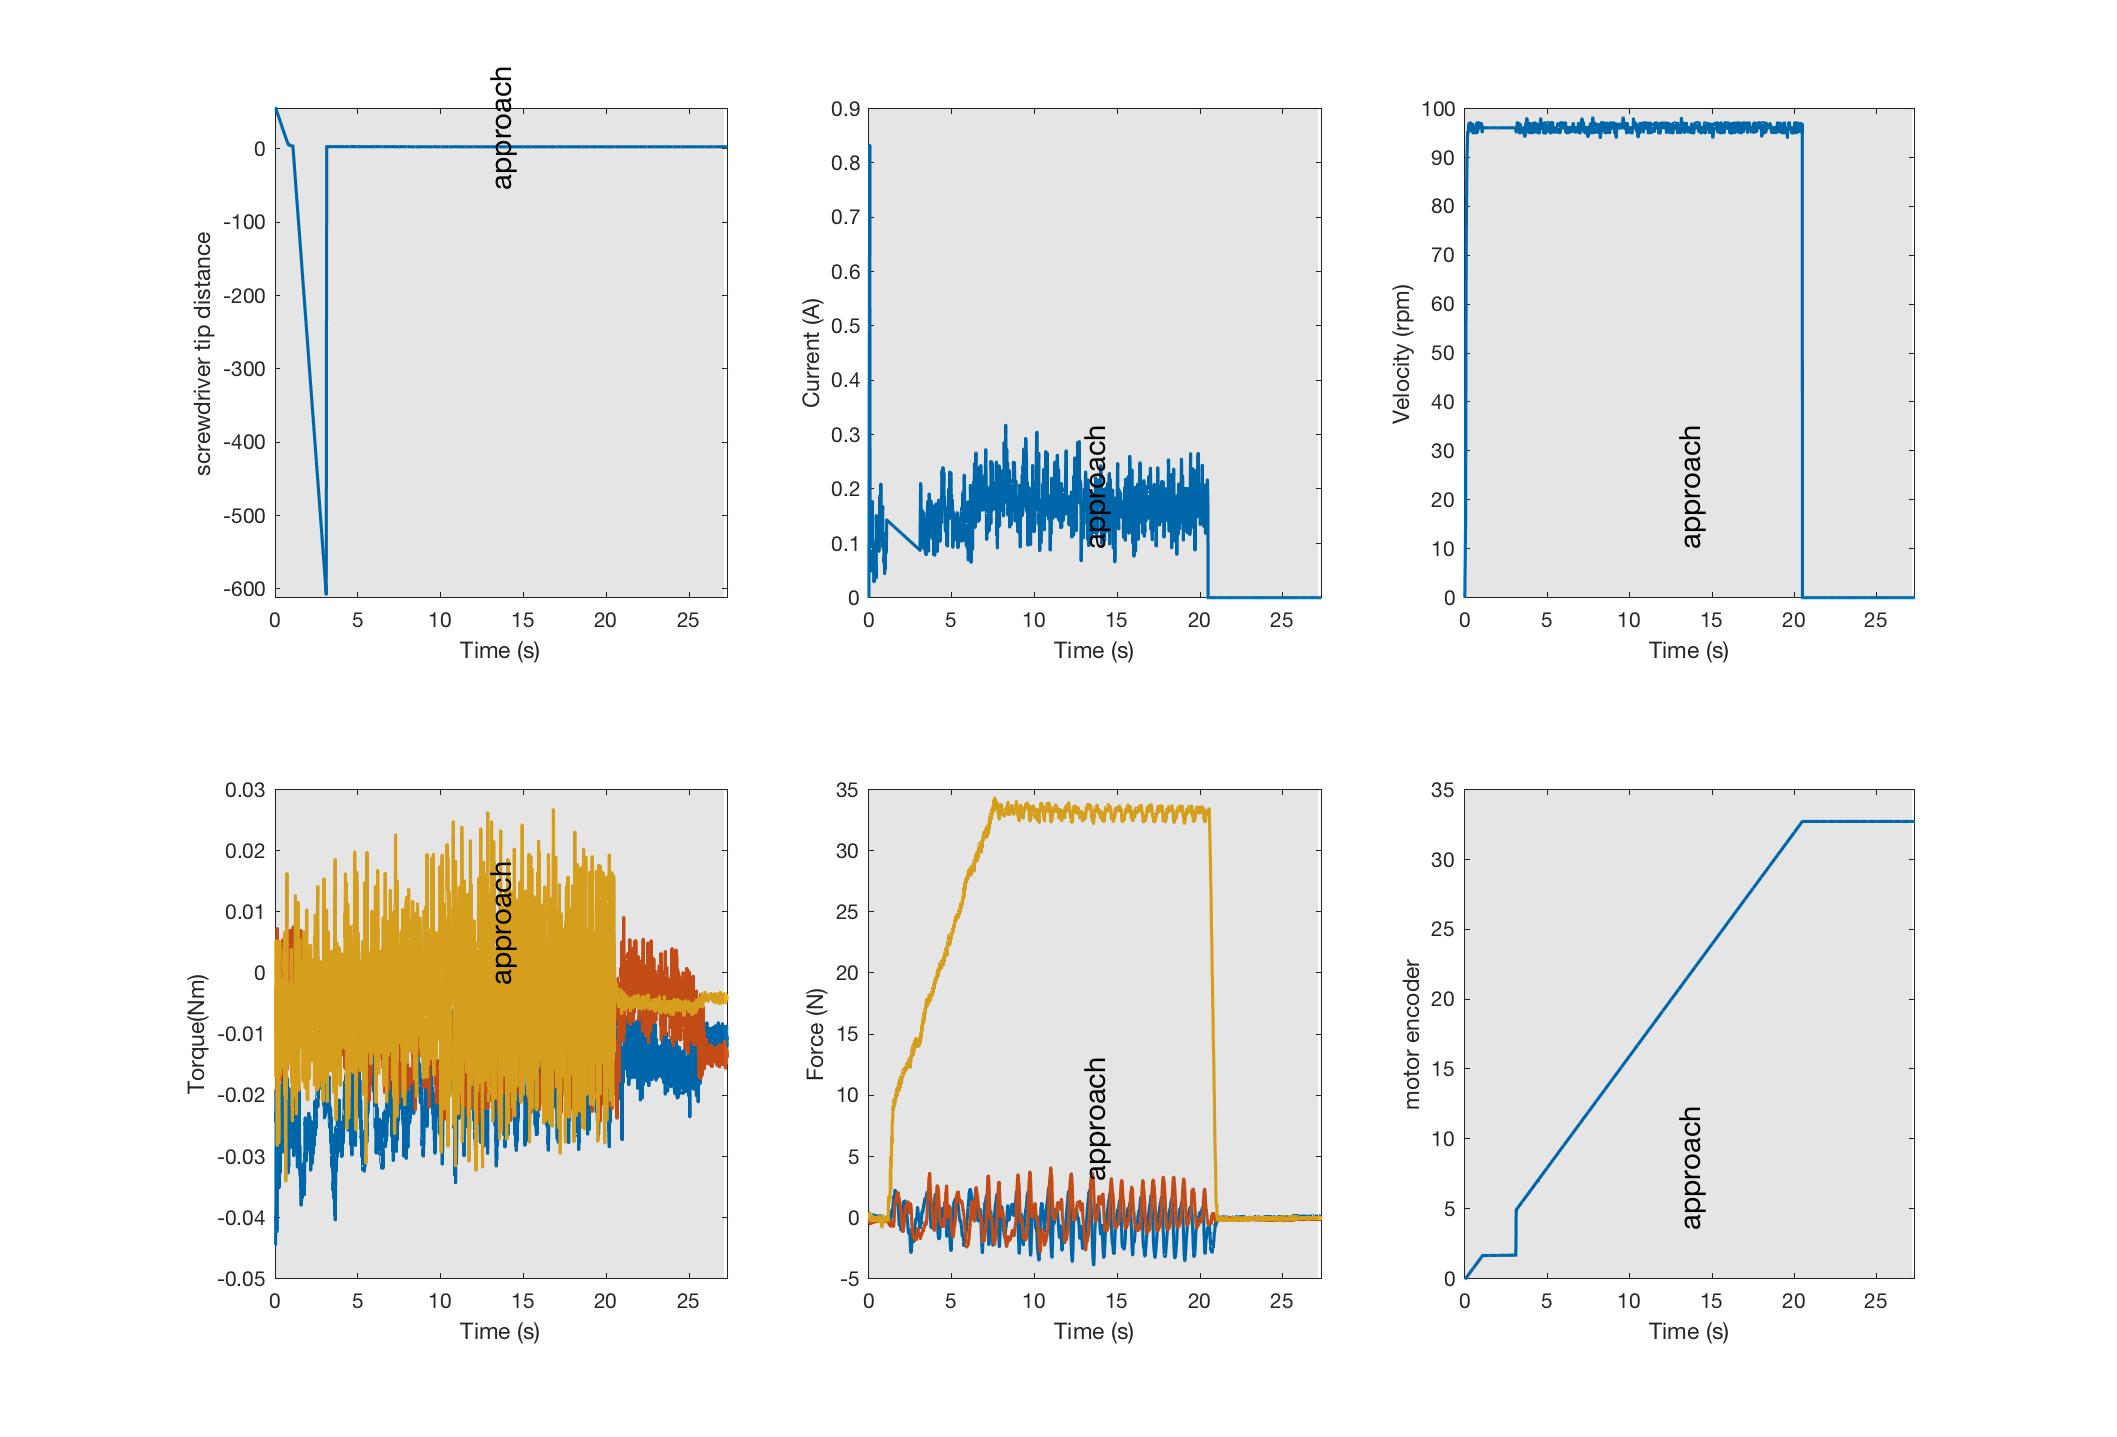 approach
0
-100
-200
-300
-400
-500
-600
screwdriver tip distance
0 5 10 15 20 25
Time (s)
0.9
0.8
0.7
0.6
0.5
0.4
0.3
0.2
0.1
0
Current (A)
approach
0 5 10 15 20 25
Time (s)
100
90
80
70
60
50
40
30
20
10
0
Velocity (rpm)
approach
0 5 10 15 20 25
Time (s)
0.03
0.02
0.01
0
-0.01
-0.02
-0.03
-0.04
-0.05
Torque(Nm)
approach
0 5 10 15 20 25
Time (s)
35
30
25
20
15
10
5
0
-5
Force (N)
approach
0 5 10 15 20 25
Time (s)
35
30
25
20
15
10
5
0
motor encoder
approach
0 5 10 15 20 25
Time (s)